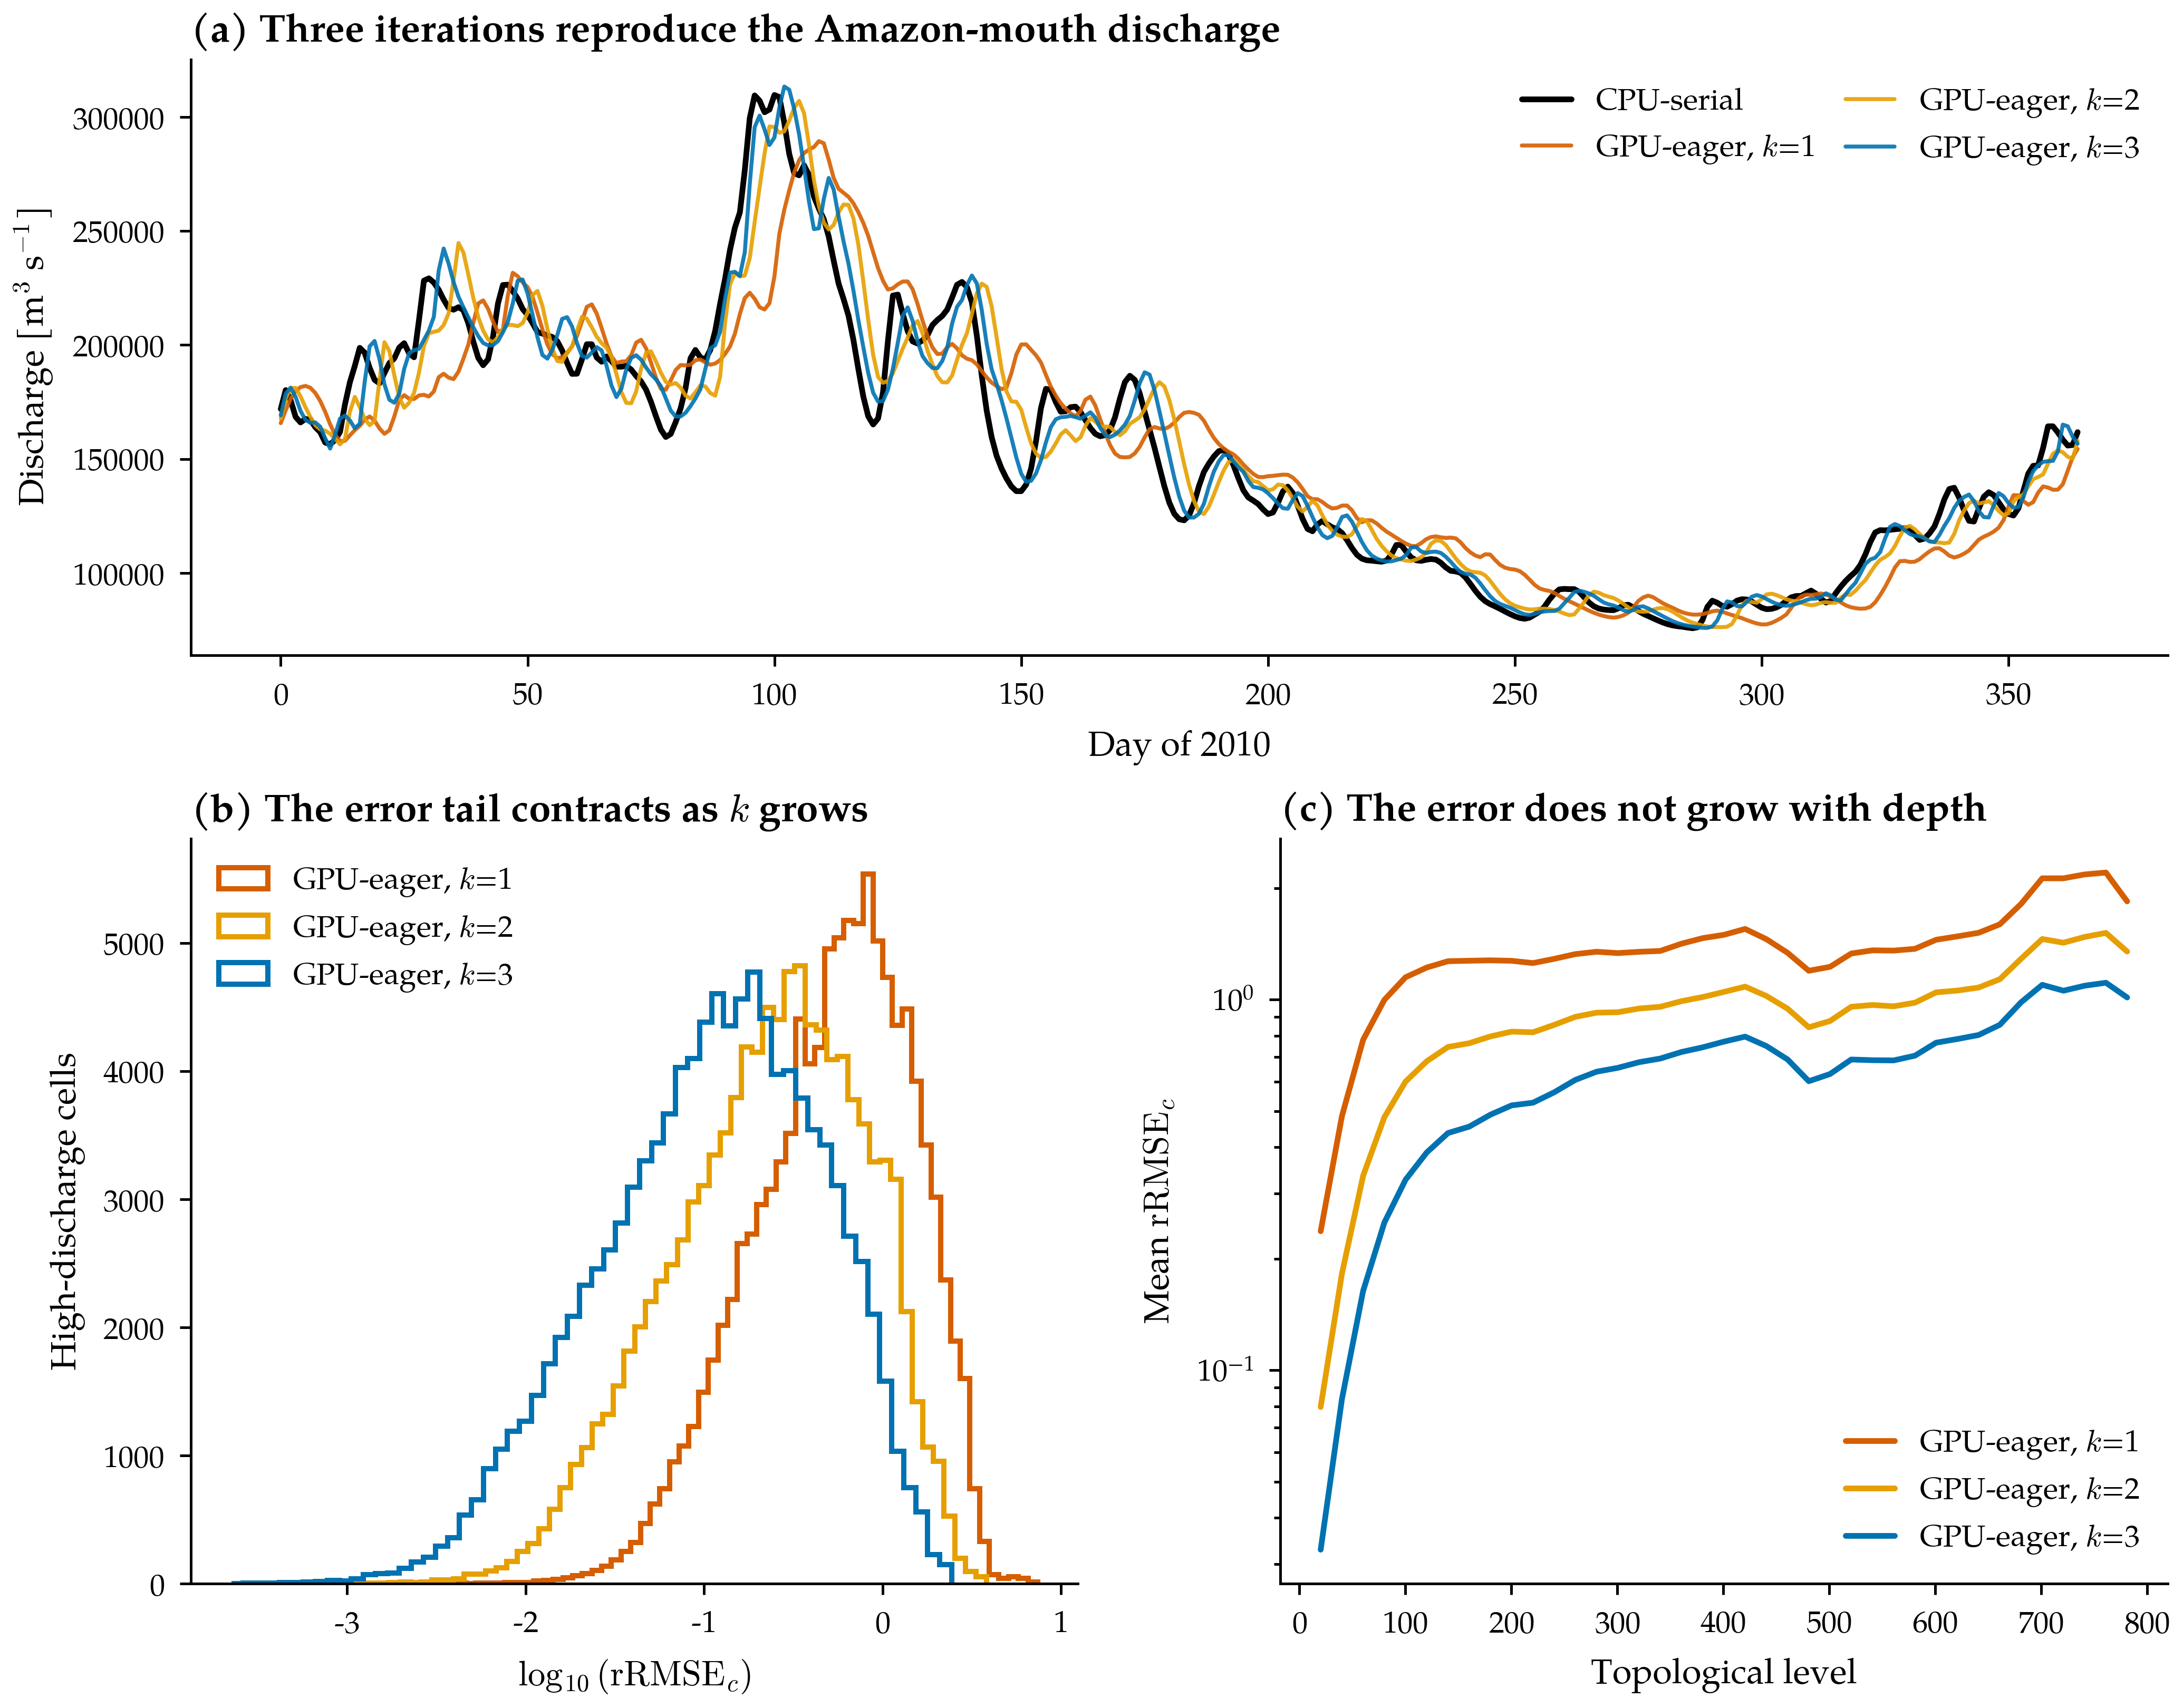 (a) Three iterations reproduce the Amazon-mouth discharge
CPU-serial
GPU-eager, k=1
GPU-eager, k=2
GPU-eager, k=3
Discharge [m³ s⁻¹]
300000
250000
200000
150000
100000
0 50 100 150 200 250 300 350
Day of 2010
(b) The error tail contracts as k grows
GPU-eager, k=1
GPU-eager, k=2
GPU-eager, k=3
High-discharge cells
5000
4000
3000
2000
1000
0
-3 -2 -1 0 1
log₁₀ (rRMSE_c)
(c) The error does not grow with depth
Mean rRMSE_c
10⁰
10⁻¹
GPU-eager, k=1
GPU-eager, k=2
GPU-eager, k=3
0 100 200 300 400 500 600 700 800
Topological level